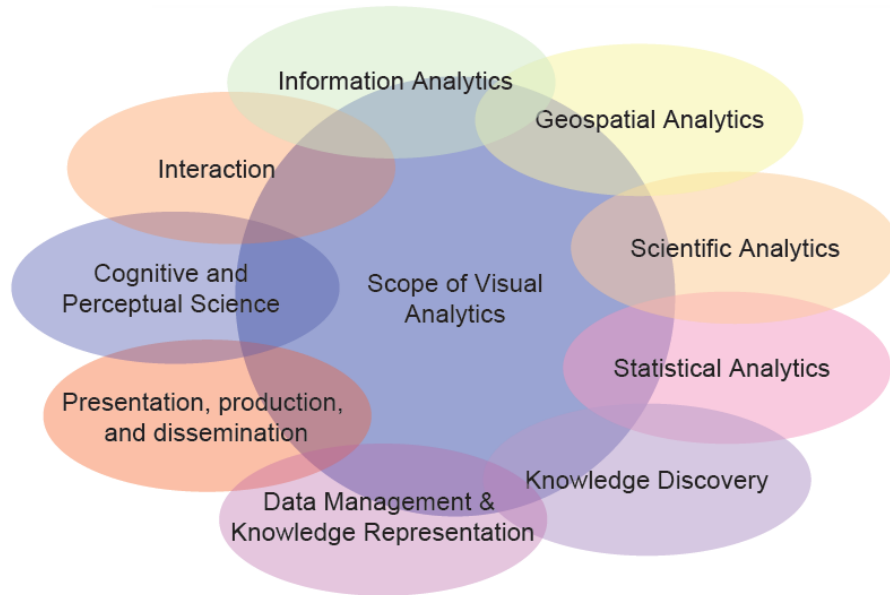 Information Analytics
Geospatial Analytics
Interaction
Scientific Analytics
Cognitive and
Perceptual Science
Scope of Visual
Analytics
Statistical Analytics
Presentation, production,
and dissemination
Knowledge Discovery
Data Management &
Knowledge Representation